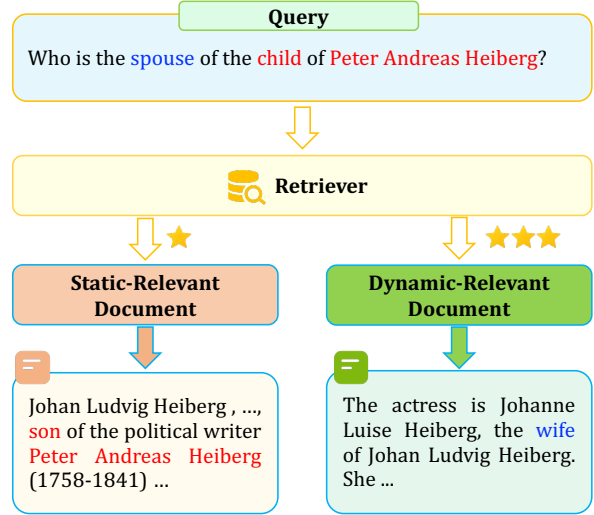 Query
Who is the spouse of the child of Peter Andreas Heiberg?
Retriever
Static-Relevant
Document
Dynamic-Relevant
Document
Johan Ludvig Heiberg , ...,
son of the political writer
Peter Andreas Heiberg
(1758-1841) ...
The actress is Johanne
Luise Heiberg, the wife
of Johan Ludvig Heiberg.
She ...